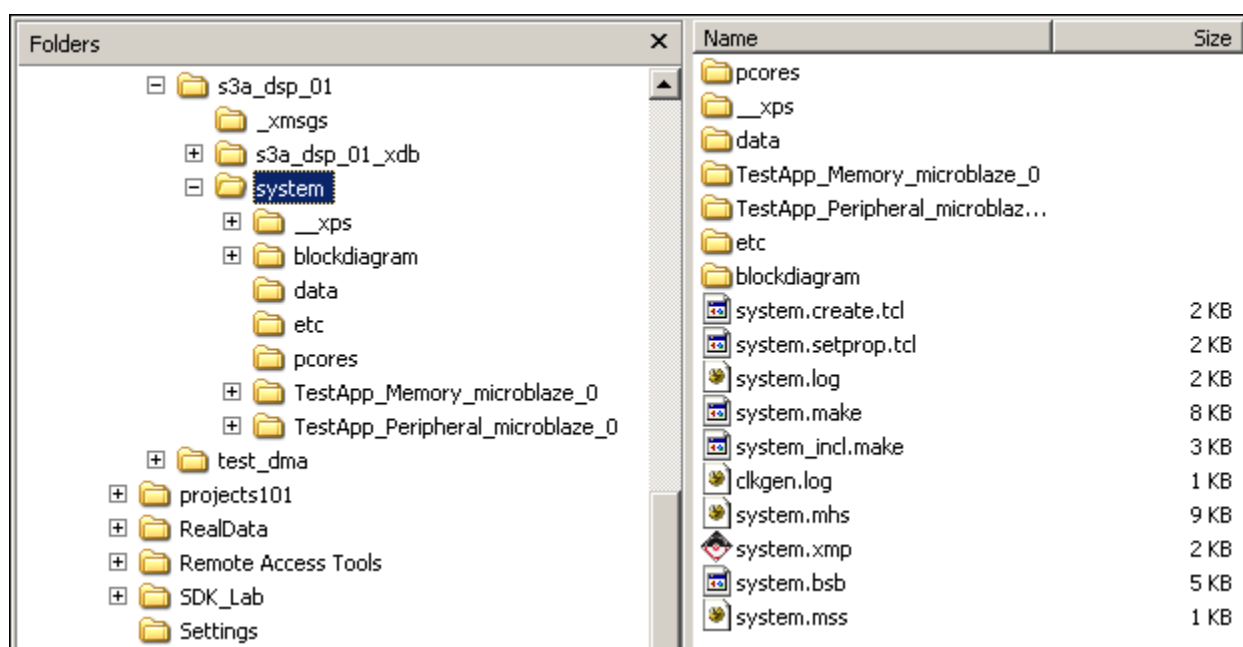 Folders
s3a_dsp_01
_xmsgs
s3a_dsp_01_xdb
system
__xps
blockdiagram
data
etc
pcores
TestApp_Memory_microblaze_0
TestApp_Peripheral_microblaze_0
test_dma
projects101
RealData
Remote Access Tools
SDK_Lab
Settings
Name Size
pcores
__xps
data
TestApp_Memory_microblaze_0
TestApp_Peripheral_microblaz...
etc
blockdiagram
system.create.tcl 2 KB
system.setprop.tcl 2 KB
system.log 2 KB
system.make 8 KB
system_incl.make 3 KB
clkgen.log 1 KB
system.mhs 9 KB
system.xmp 2 KB
system.bsb 5 KB
system.mss 1 KB